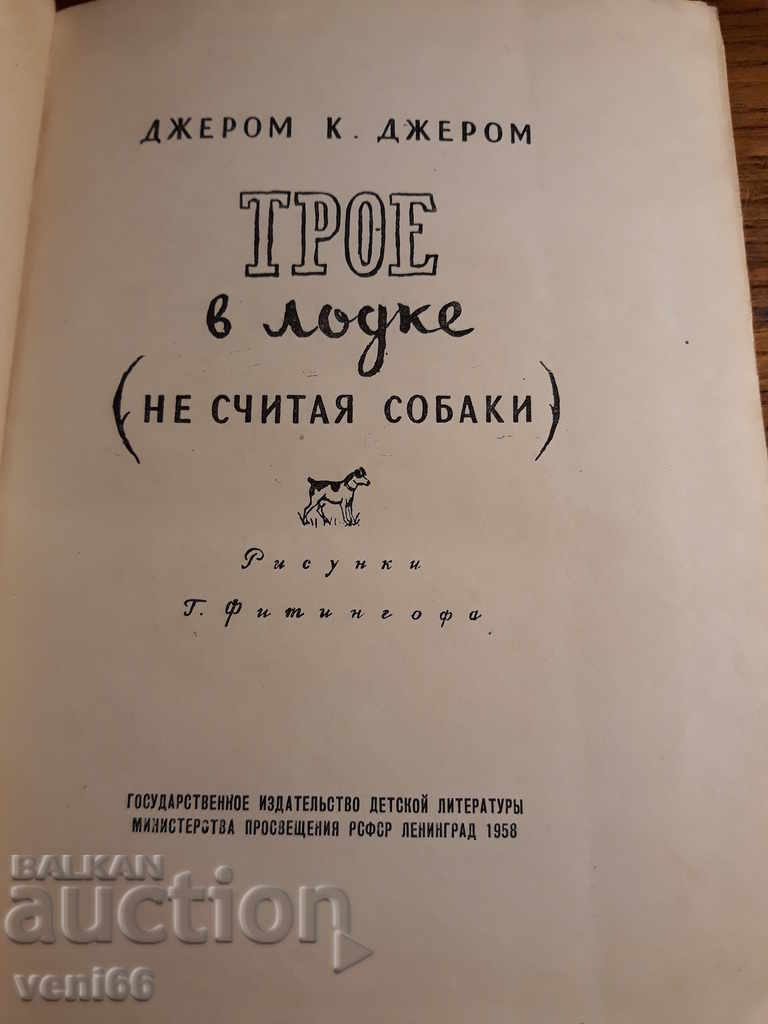 ДЖЕРОМ К. ДЖЕРОМ
ТРОЕ
в лодке
(НЕ СЧИТАЯ СОБАКИ)
Рисунки
Г. Фитингофа
ГОСУДАРСТВЕННОЕ ИЗДАТЕЛЬСТВО ДЕТСКОЙ ЛИТЕРАТУРЫ
МИНИСТЕРСТВА ПРОСВЕЩЕНИЯ РСФСР ЛЕНИНГРАД 1958
BALKAN
auction
veni66